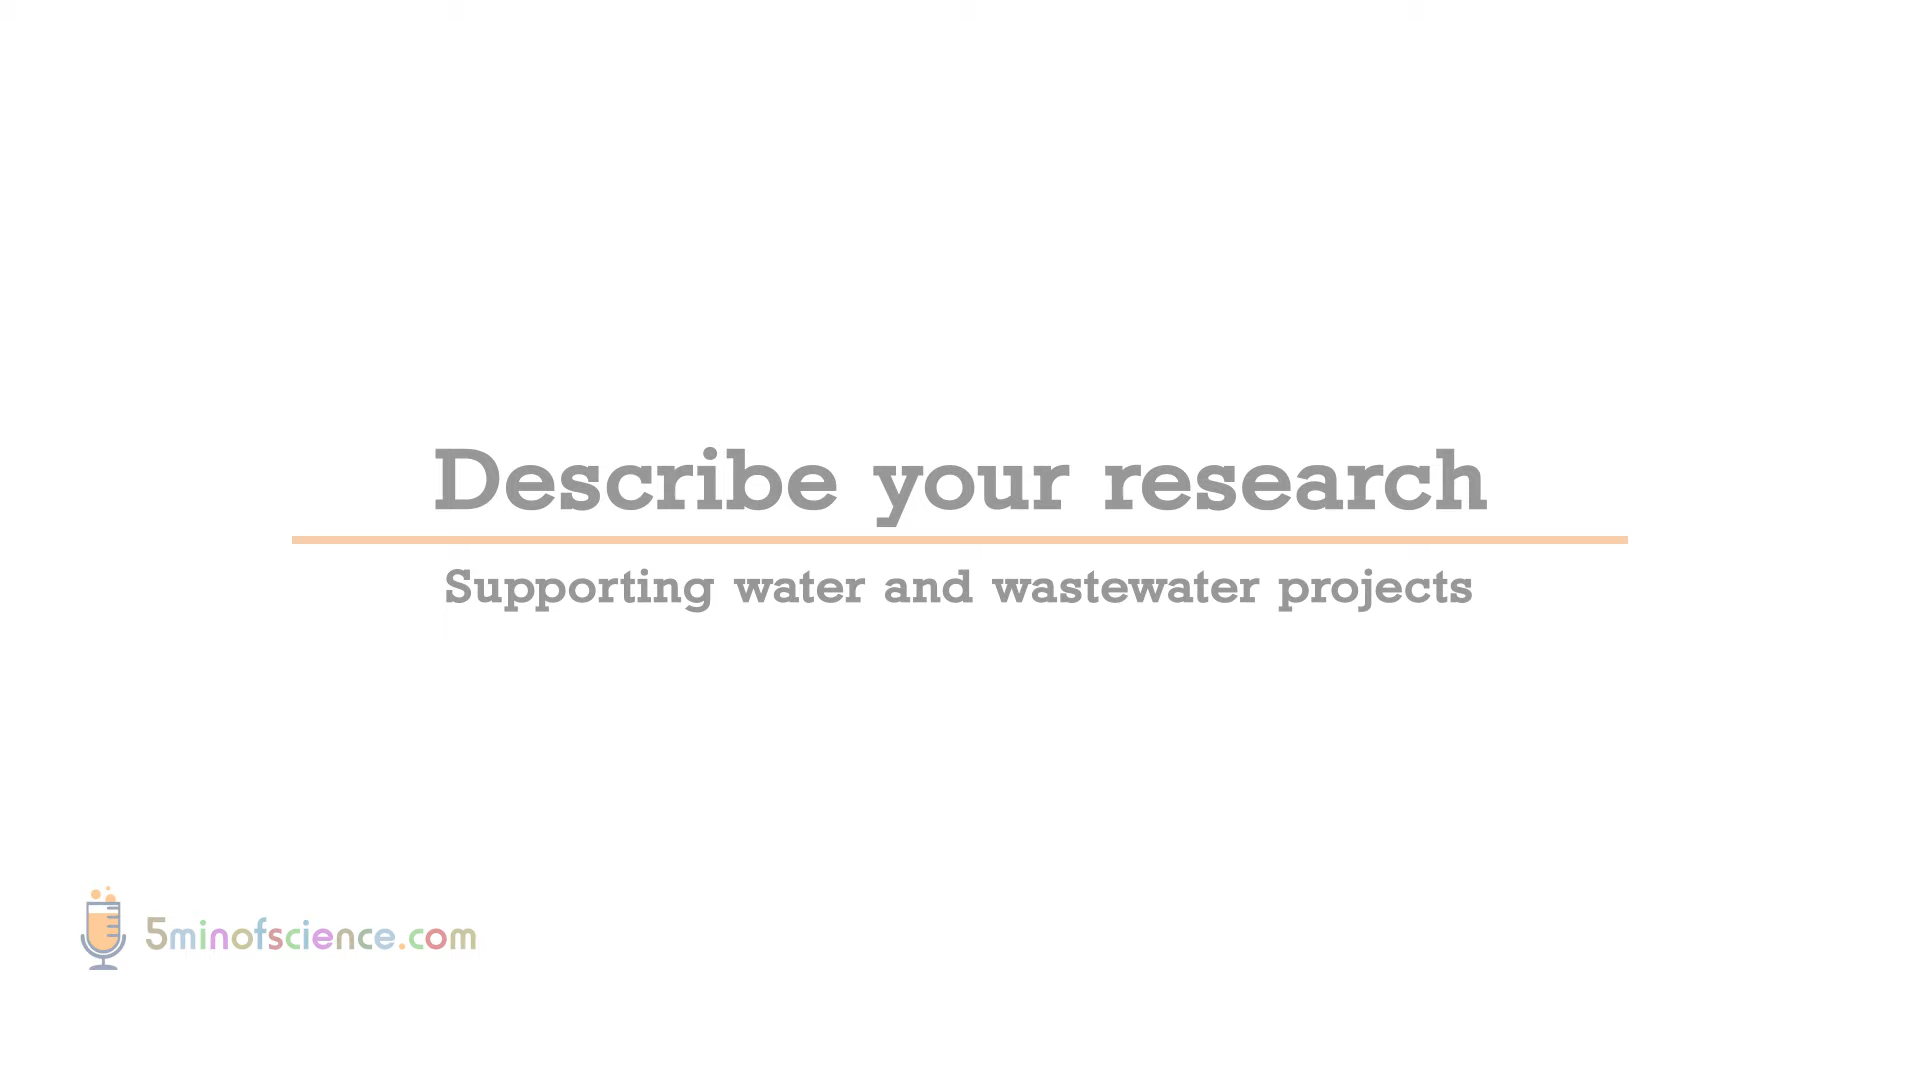 Describe your research
Supporting water and wastewater projects
5minofscience.com